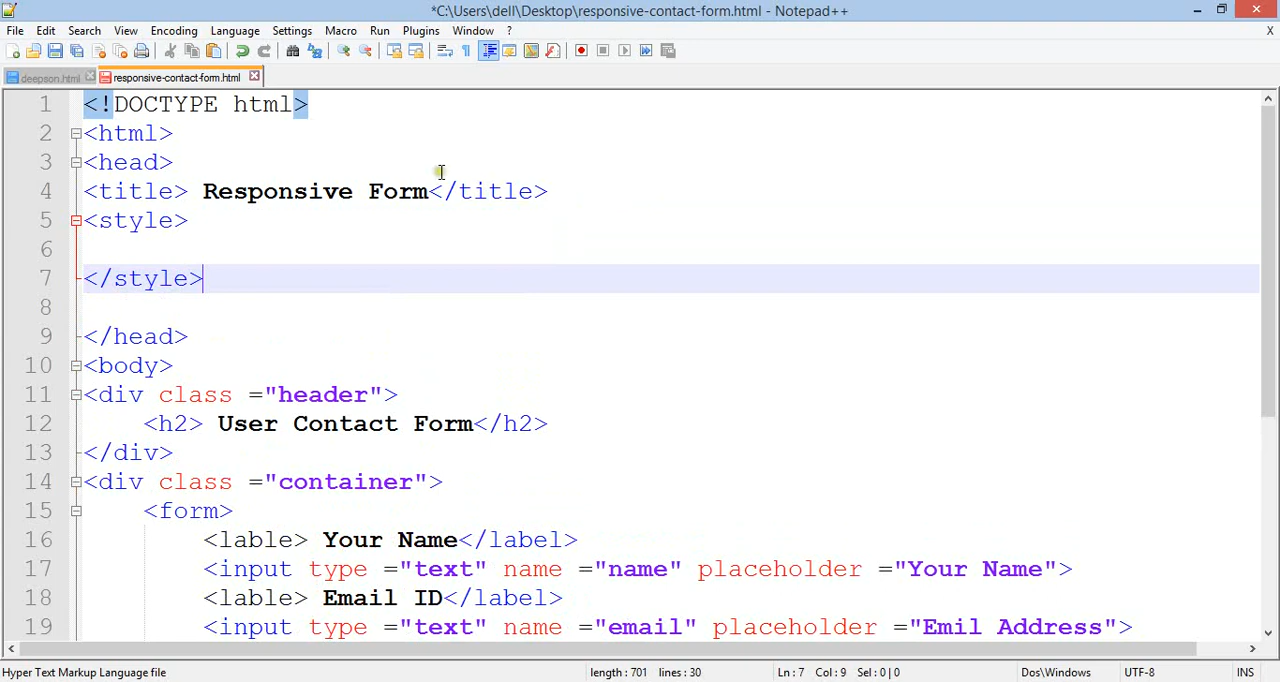 *C:\Users\dell\Desktop\responsive-contact-form.html - Notepad++
File Edit Search View Encoding Language Settings Macro Run Plugins Window ? X
deepson.html responsive-contact-form.html
1 <!DOCTYPE html>
2 <html>
3 <head>
4 <title> Responsive Form</title>
5 <style>
6
7 </style>
8
9 </head>
10 <body>
11 <div class ="header">
12 <h2> User Contact Form</h2>
13 </div>
14 <div class ="container">
15 <form>
16 <lable> Your Name</label>
17 <input type ="text" name ="name" placeholder ="Your Name">
18 <lable> Email ID</label>
19 <input type ="text" name ="email" placeholder ="Emil Address">
Hyper Text Markup Language file length : 701 lines : 30 Ln : 7 Col : 9 Sel : 0 | 0 Dos\Windows UTF-8 INS